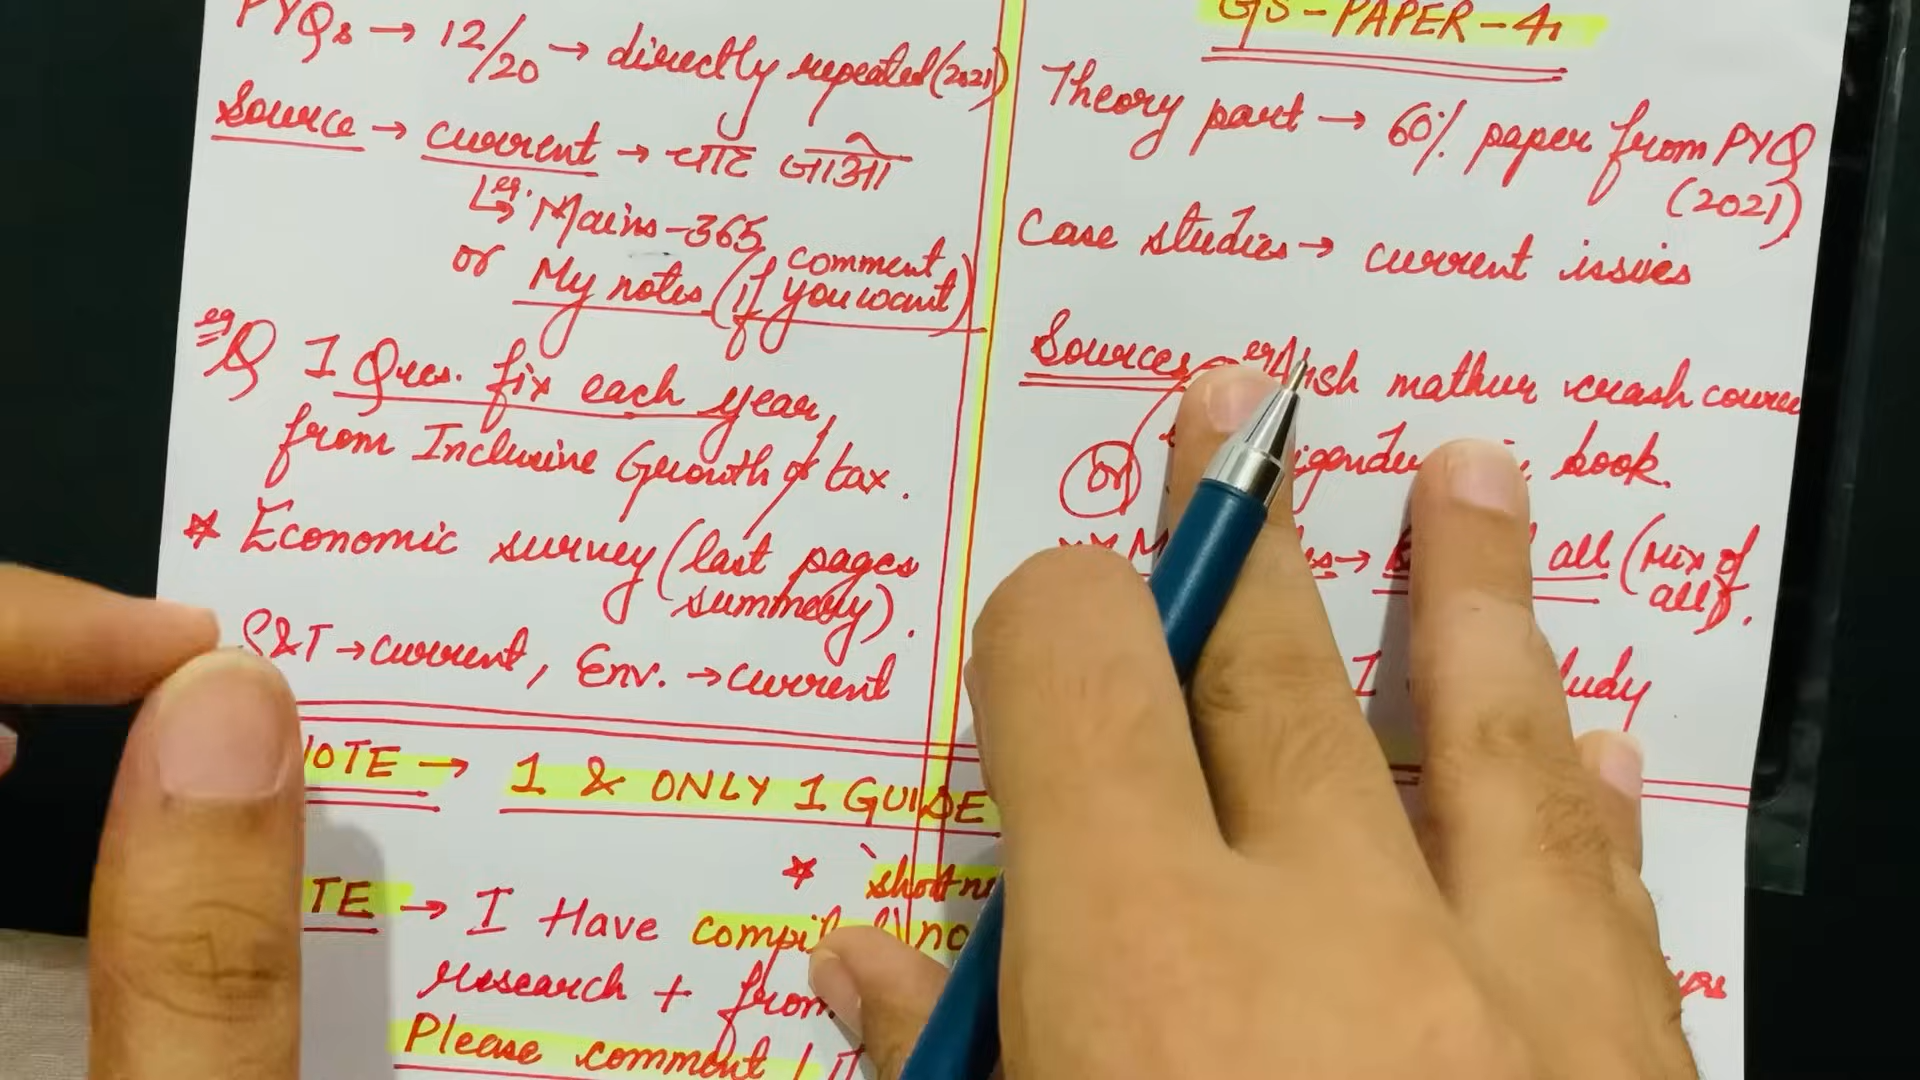 PYQs → 12/20 → directly repeated (2021)
Source → current → चाट जाओ
eg. Mains-365
or My notes (if you want)
comment
eg Q 1 Ques. fix each year,
from Inclusive Growth & tax.
* Economic survey (last pages
summary).
S&T → current, Env. → current
NOTE → 1 & ONLY 1 GUIDE
* short
TE → I Have
research + from
Please comment
GS-PAPER-4
Theory part → 60% paper from PYQ
(2021)
Case studies → current issues
Sources eg mathur crash course
or book.
→ all (Mix of
all).
I